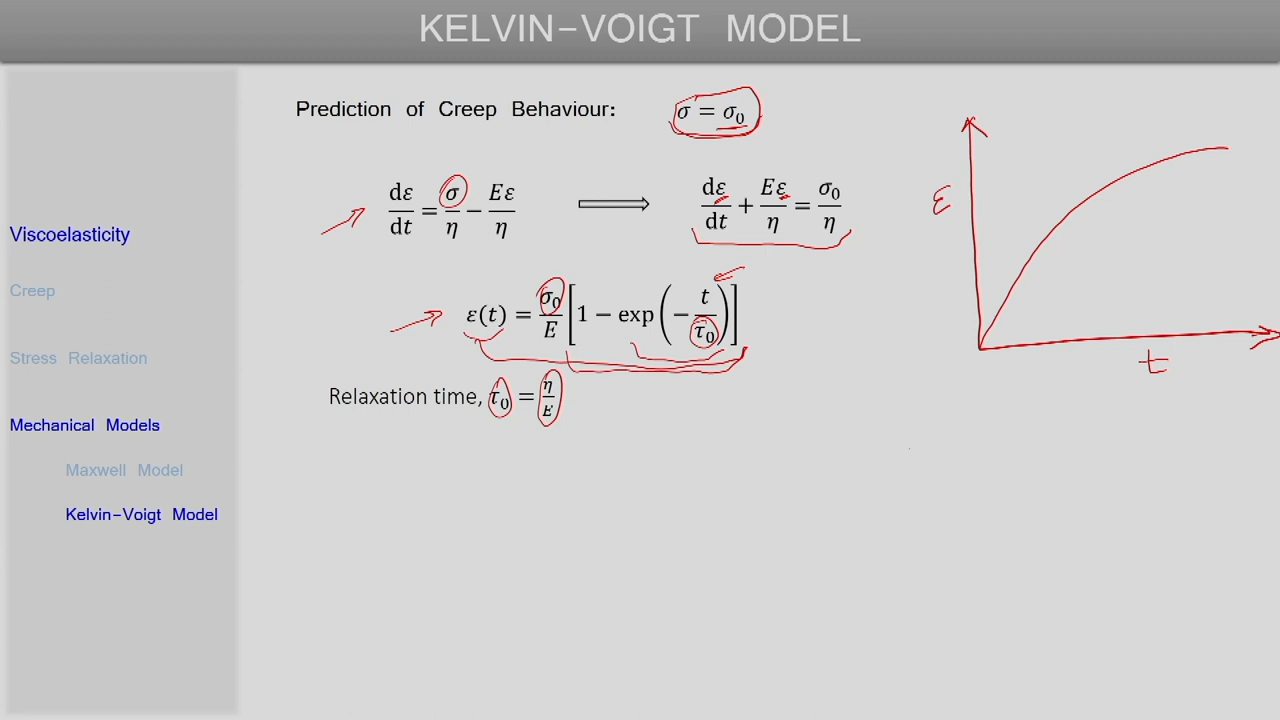 KELVIN-VOIGT MODEL
Viscoelasticity
Creep
Stress Relaxation
Mechanical Models
Maxwell Model
Kelvin-Voigt Model
Prediction of Creep Behaviour: σ = σ₀
dε/dt = σ/η − Eε/η ⟹ dε/dt + Eε/η = σ₀/η
ε(t) = σ₀/E [1 − exp(−t/τ₀)]
Relaxation time, τ₀ = η/E
ε
t